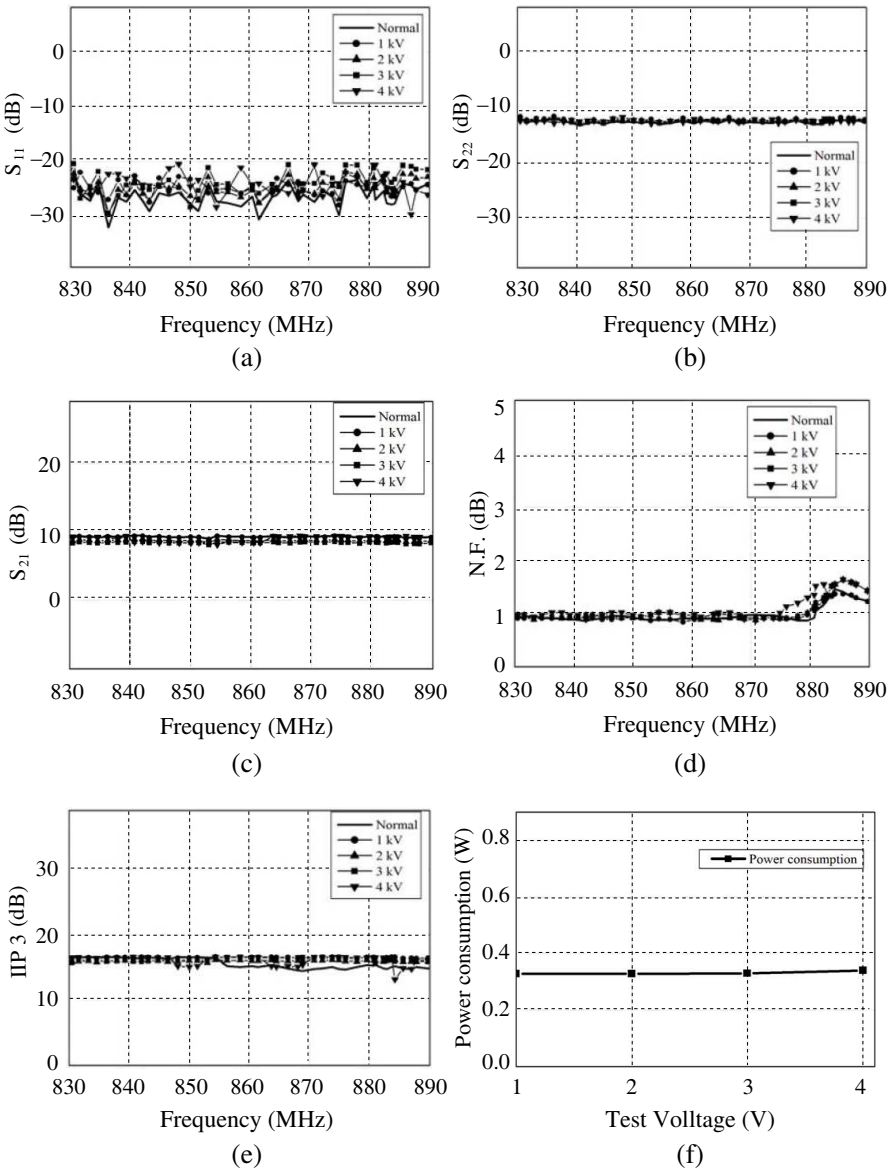 Normal
1 kV
2 kV
3 kV
4 kV
0
–10
–20
–30
S11 (dB)
830 840 850 860 870 880 890
Frequency (MHz)
(a)
Normal
1 kV
2 kV
3 kV
4 kV
0
–10
–20
–30
S22 (dB)
830 840 850 860 870 880 890
Frequency (MHz)
(b)
Normal
1 kV
2 kV
3 kV
4 kV
20
10
0
S21 (dB)
830 840 850 860 870 880 890
Frequency (MHz)
(c)
Normal
1 kV
2 kV
3 kV
4 kV
5
4
3
2
1
0
N.F. (dB)
830 840 850 860 870 880 890
Frequency (MHz)
(d)
Normal
1 kV
2 kV
3 kV
4 kV
30
20
10
0
IIP 3 (dB)
830 840 850 860 870 880 890
Frequency (MHz)
(e)
Power consumption
0.8
0.6
0.4
0.2
0.0
Power consumption (W)
1 2 3 4
Test Volltage (V)
(f)